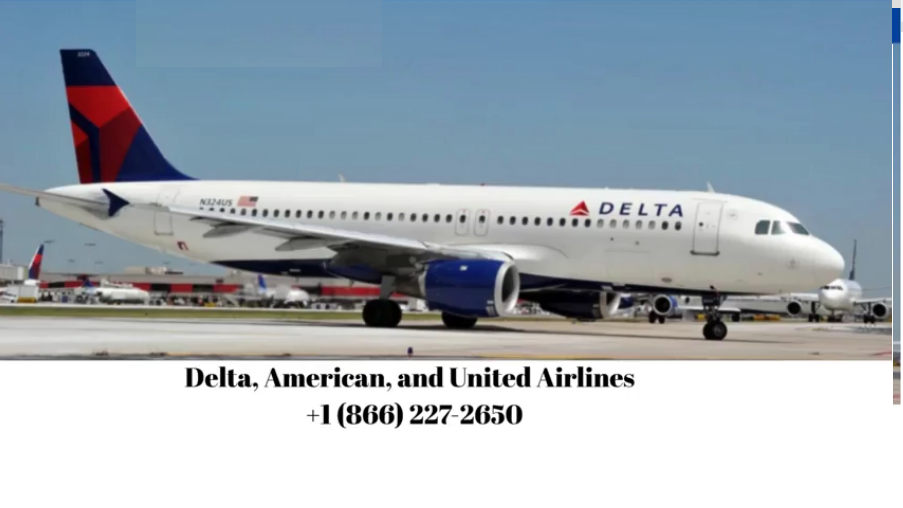 N324US
DELTA
Delta, American, and United Airlines
+1 (866) 227-2650